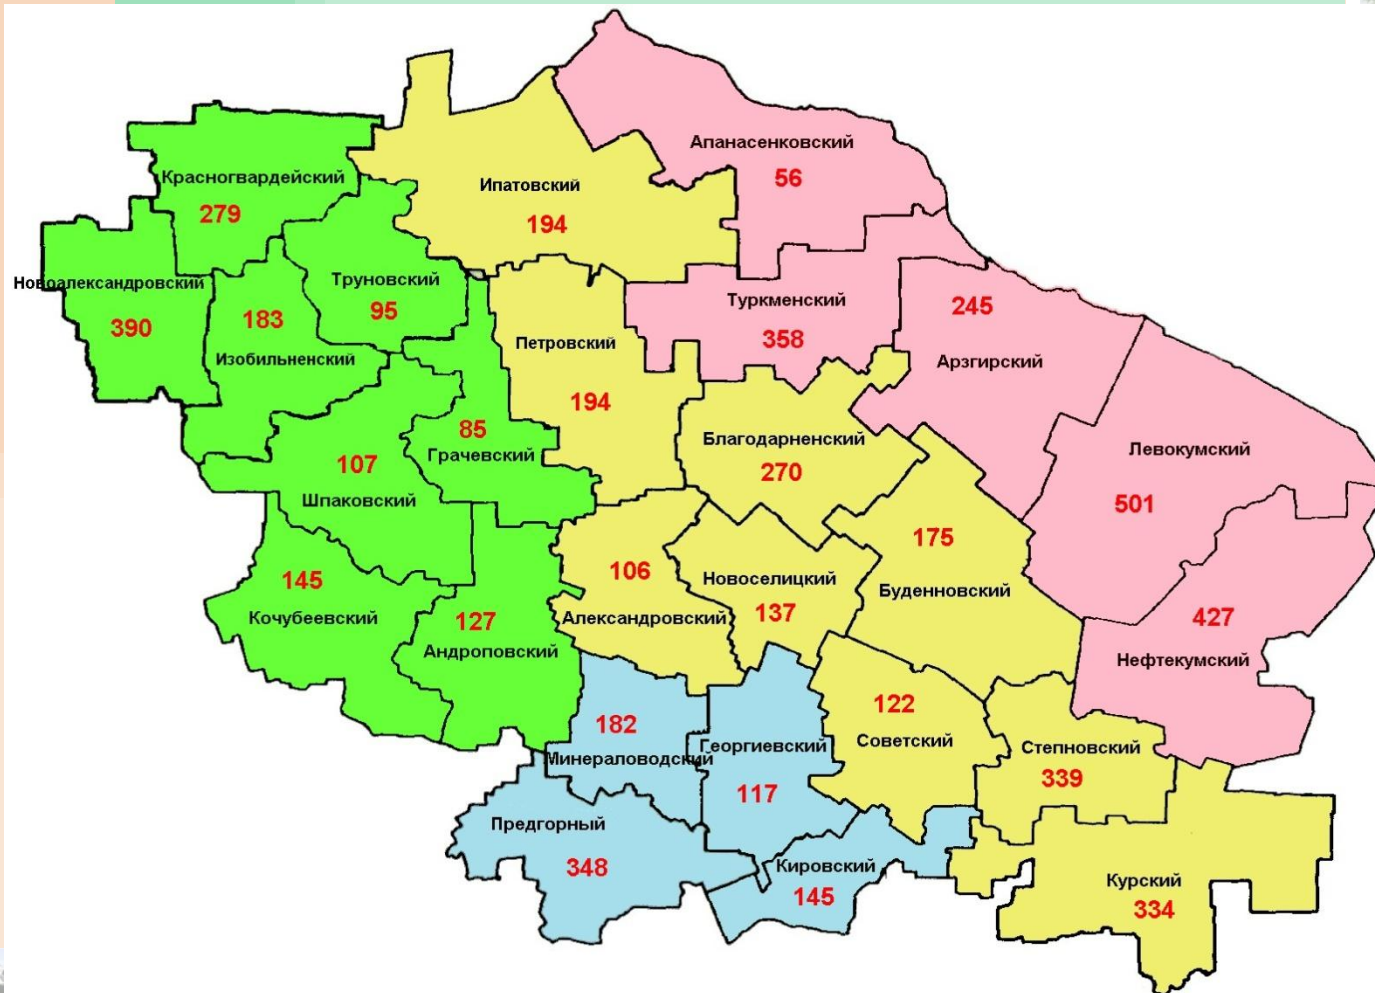 Апанасенковский
56
Красногвардейский
279
Ипатовский
194
Новоалександровский
390
Труновский
95
183
Изобильненский
Туркменский
358
245
Арзгирский
Петровский
194
85
Грачевский
Благодарненский
270
Левокумский
501
107
Шпаковский
175
Буденновский
145
Кочубеевский
106
Александровский
Новоселицкий
137
127
Андроповский
427
Нефтекумский
182
Минераловодский
Георгиевский
117
122
Советский
Степновский
339
Предгорный
348
Кировский
145
Курский
334